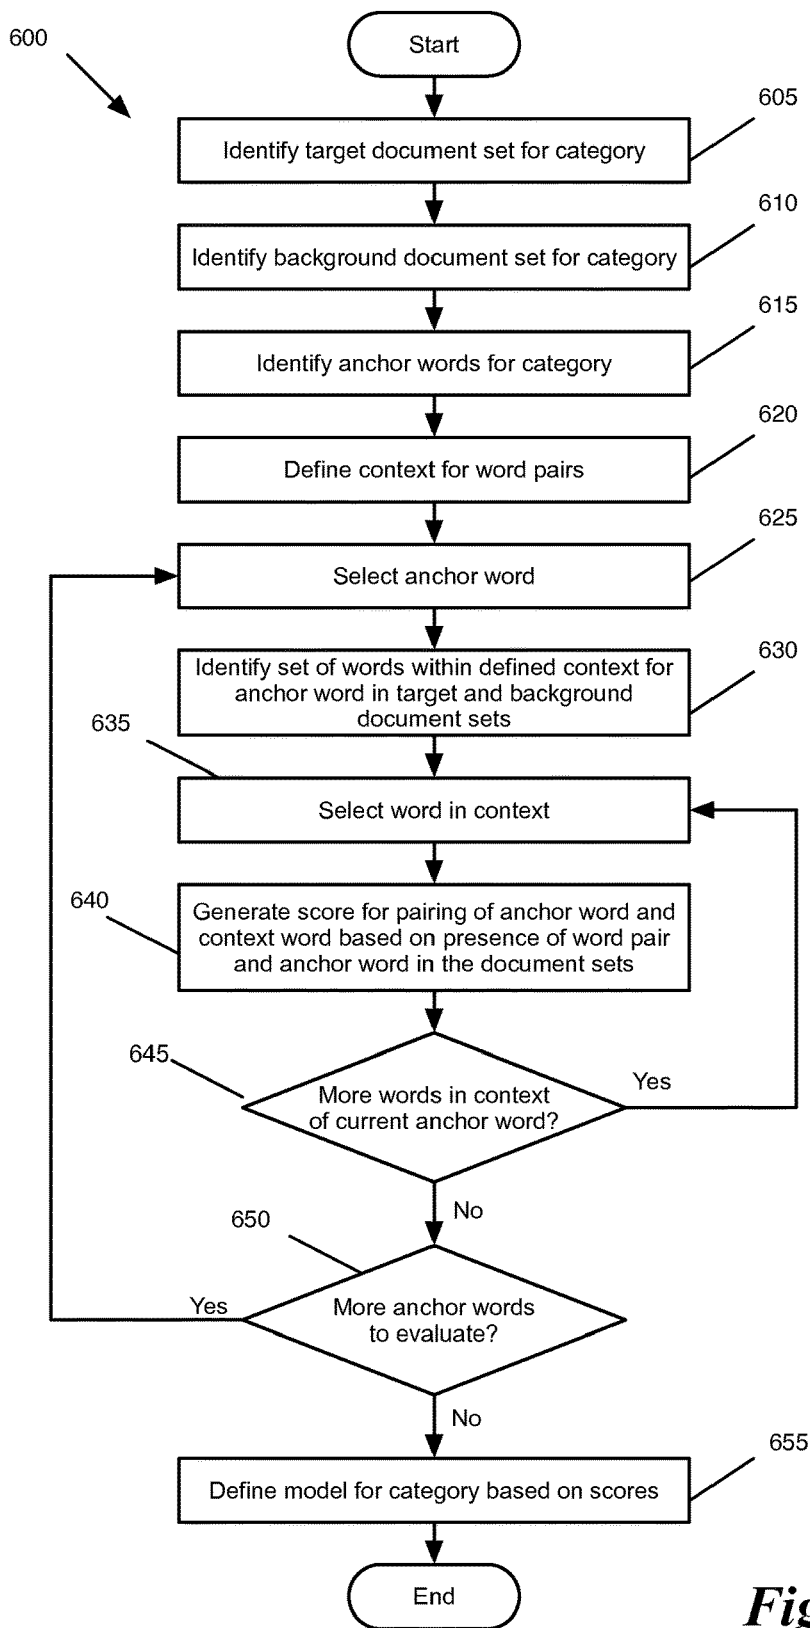 600
Start
605
Identify target document set for category
610
Identify background document set for category
615
Identify anchor words for category
620
Define context for word pairs
625
Select anchor word
630
Identify set of words within defined context for
anchor word in target and background
document sets
635
Select word in context
640
Generate score for pairing of anchor word and
context word based on presence of word pair
and anchor word in the document sets
645
More words in context
of current anchor word?
Yes
No
650
More anchor words
to evaluate?
Yes
No
655
Define model for category based on scores
End
Fig